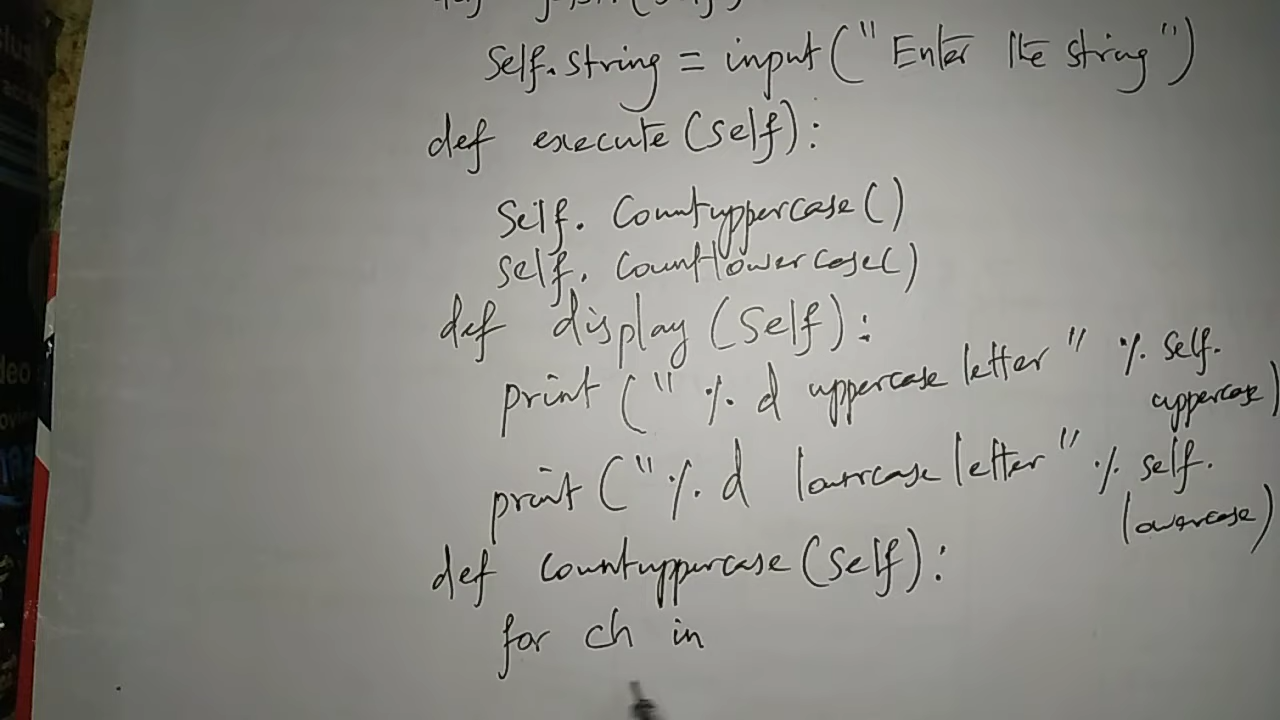 Self.string = input("Enter the string")
def execute(self):
Self. Countuppercase()
self. Countlowercase()
def display(Self):
print("%d uppercase letter" % self.
uppercase)
print("%d lowercase letter" % self.
lowercase)
def countuppercase(Self):
for ch in